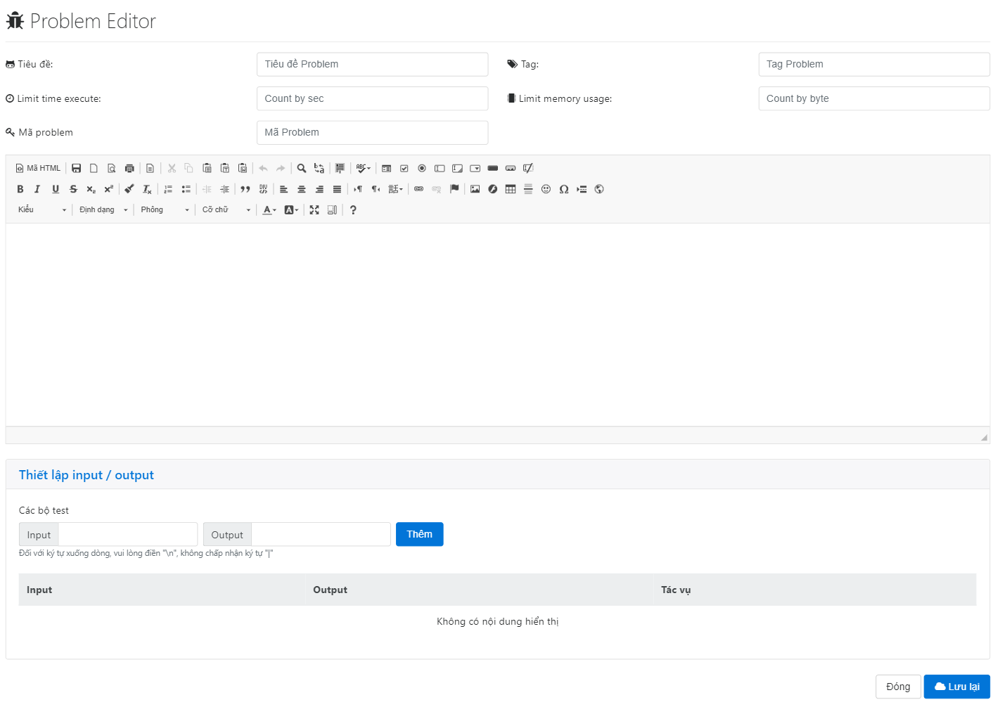 Problem Editor
Tiêu đề: Tiêu đề Problem Tag: Tag Problem
Limit time execute: Count by sec Limit memory usage: Count by byte
Mã problem Mã Problem
Mã HTML
Kiểu Định dạng Phông Cỡ chữ
Thiết lập input / output
Các bộ test
Input Output Thêm
Đối với ký tự xuống dòng, vui lòng điền "\n", không chấp nhận ký tự "|"
Input Output Tác vụ
Không có nội dung hiển thị
Đóng Lưu lại